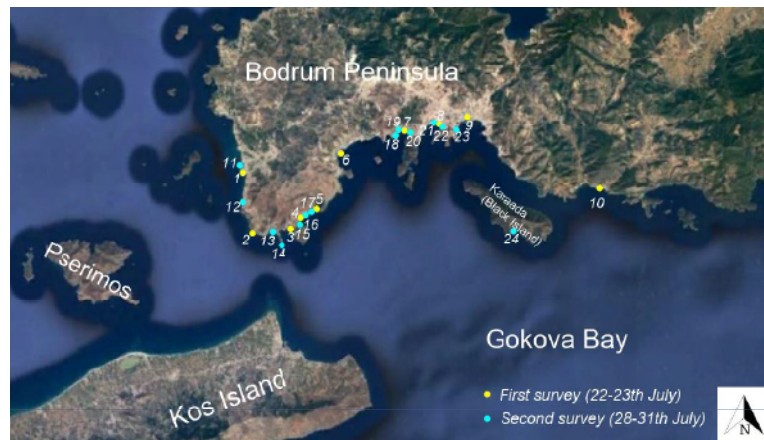 Bodrum Peninsula
19 7 8 9
18 20 21 22 23
6
11
1
10
12
17 5
4
Karaada
(Black Island)
16
2 13 3 15
24
14
Pserimos
Gokova Bay
Kos Island
First survey (22-23th July)
Second survey (28-31th July)
N